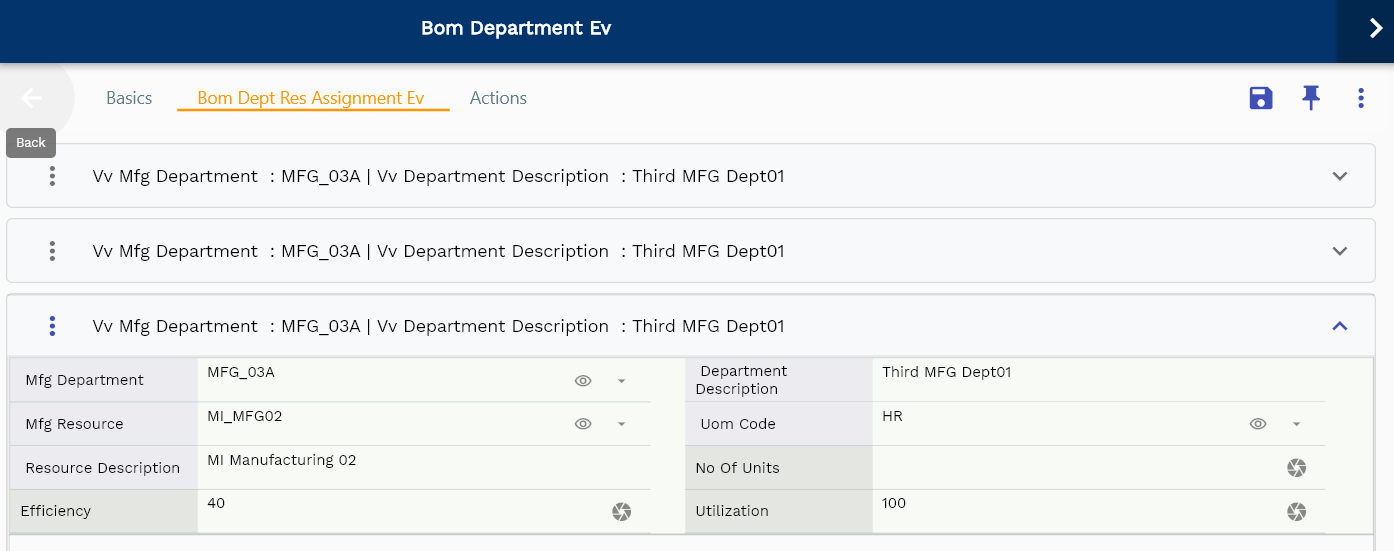 Bom Department Ev
Basics
Bom Dept Res Assignment Ev
Actions
Back
Vv Mfg Department : MFG_03A | Vv Department Description : Third MFG Dept01
Vv Mfg Department : MFG_03A | Vv Department Description : Third MFG Dept01
Vv Mfg Department : MFG_03A | Vv Department Description : Third MFG Dept01
Mfg Department
MFG_03A
Department
Description
Third MFG Dept01
Mfg Resource
MI_MFG02
Uom Code
HR
Resource Description
MI Manufacturing 02
No Of Units
Efficiency
40
Utilization
100